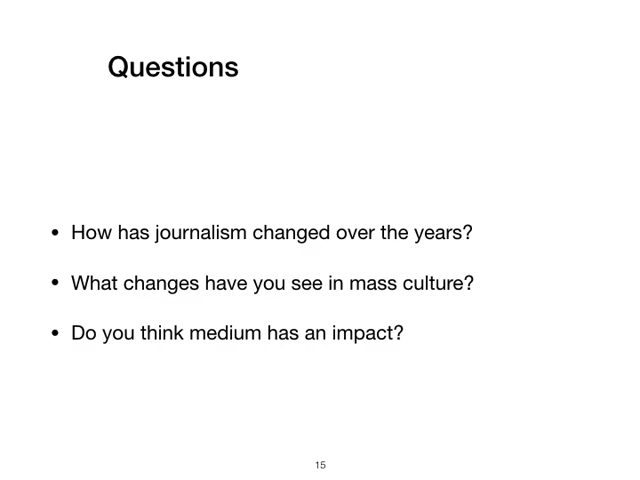 Questions
• How has journalism changed over the years?
• What changes have you see in mass culture?
• Do you think medium has an impact?
15